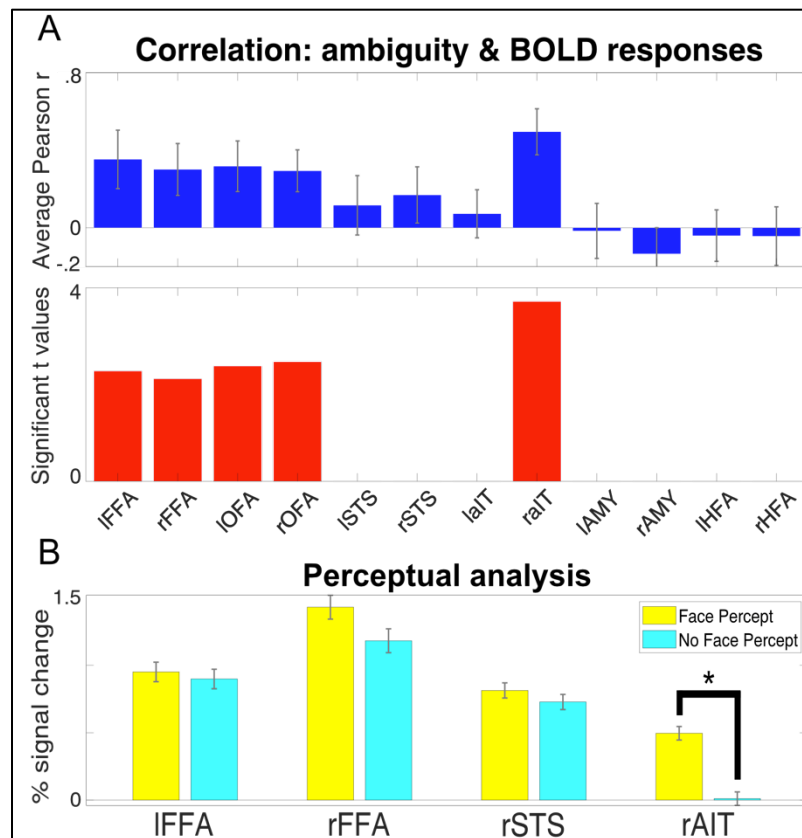 A
Correlation: ambiguity & BOLD responses
Average Pearson r
.8
0
-.2
Significant t values
4
0
lFFA rFFA lOFA rOFA lSTS rSTS laIT raIT lAMY rAMY lHFA rHFA
B
Perceptual analysis
% signal change
1.5
0
Face Percept
No Face Percept
*
lFFA rFFA rSTS rAIT